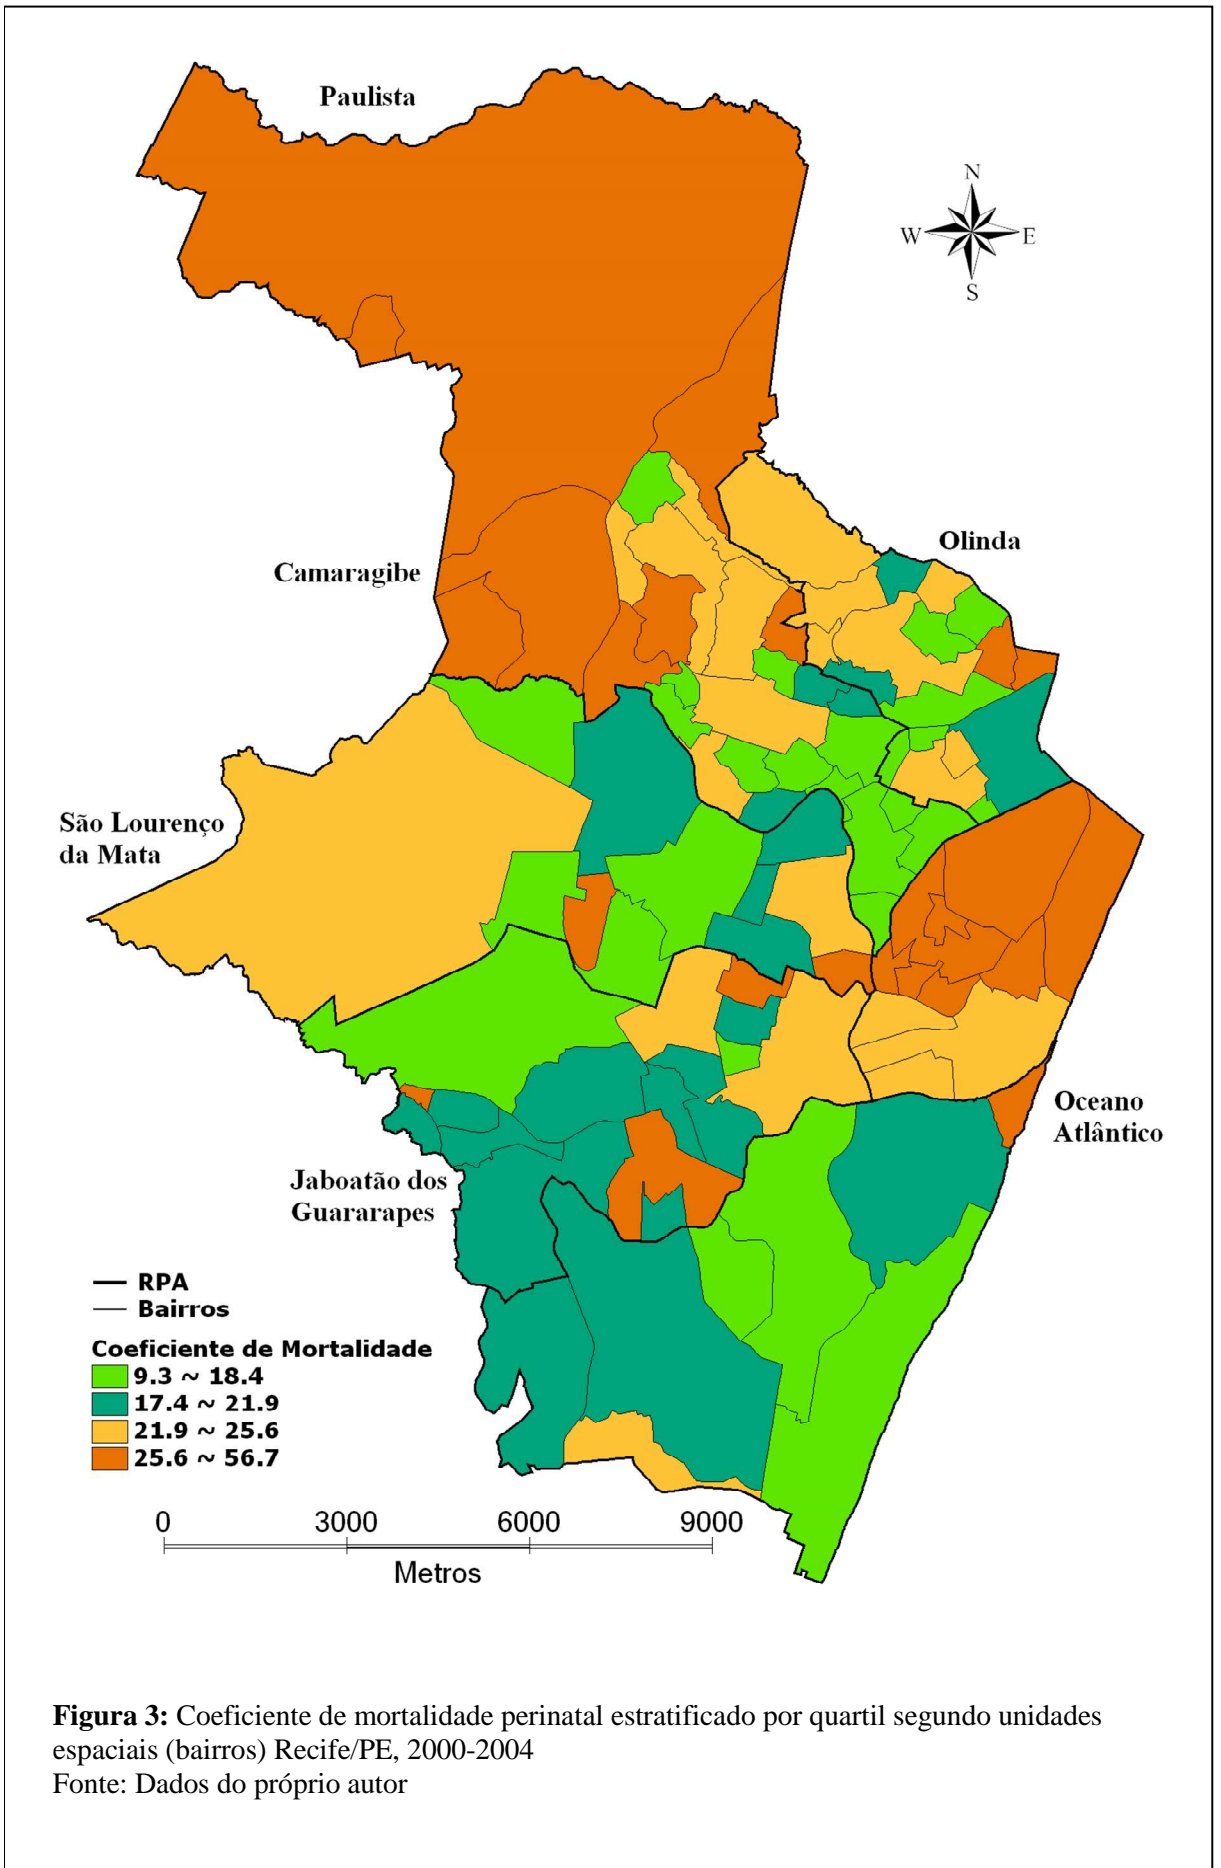 Paulista
N
W
E
S
Olinda
Camaragibe
São Lourenço
da Mata
Oceano
Atlântico
Jaboatão dos
Guararapes
RPA
Bairros
Coeficiente de Mortalidade
9.3 ~ 18.4
17.4 ~ 21.9
21.9 ~ 25.6
25.6 ~ 56.7
0 3000 6000 9000
Metros
Figura 3: Coeficiente de mortalidade perinatal estratificado por quartil segundo unidades
espaciais (bairros) Recife/PE, 2000-2004
Fonte: Dados do próprio autor